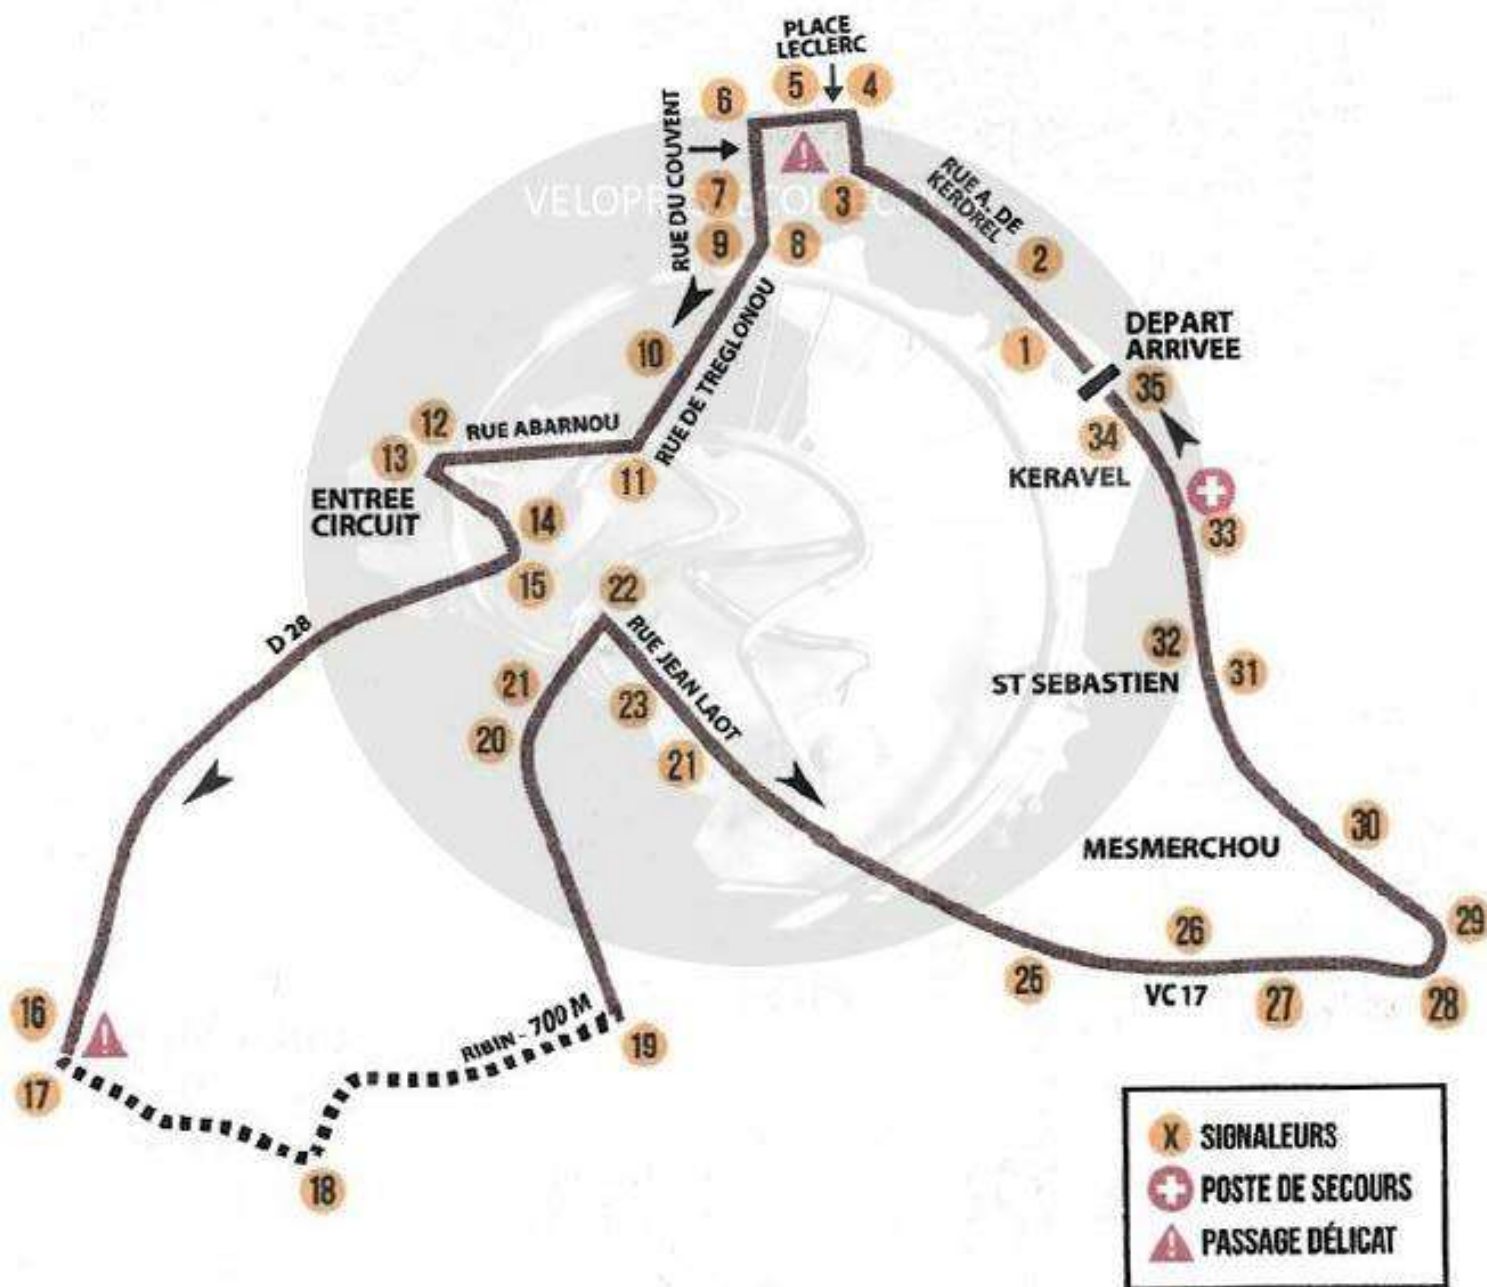 PLACE
LECLERC
6
5
4
RUE DU COUVENT
7
3
VELOPR
RUE A. DE
KERDREL
9
8
2
10
RUE DE TREGLONOU
1
DEPART
ARRIVEE
35
12
RUE ABARNOU
34
13
11
KERAVEL
ENTREE
CIRCUIT
14
33
15
22
D 28
RUE JEAN LAOT
32
31
ST SEBASTIEN
21
23
20
21
30
MESMERCHOU
29
26
25
VC 17
27
28
16
RIBIN - 700 M
19
17
18
X SIGNALEURS
POSTE DE SECOURS
PASSAGE DÉLICAT